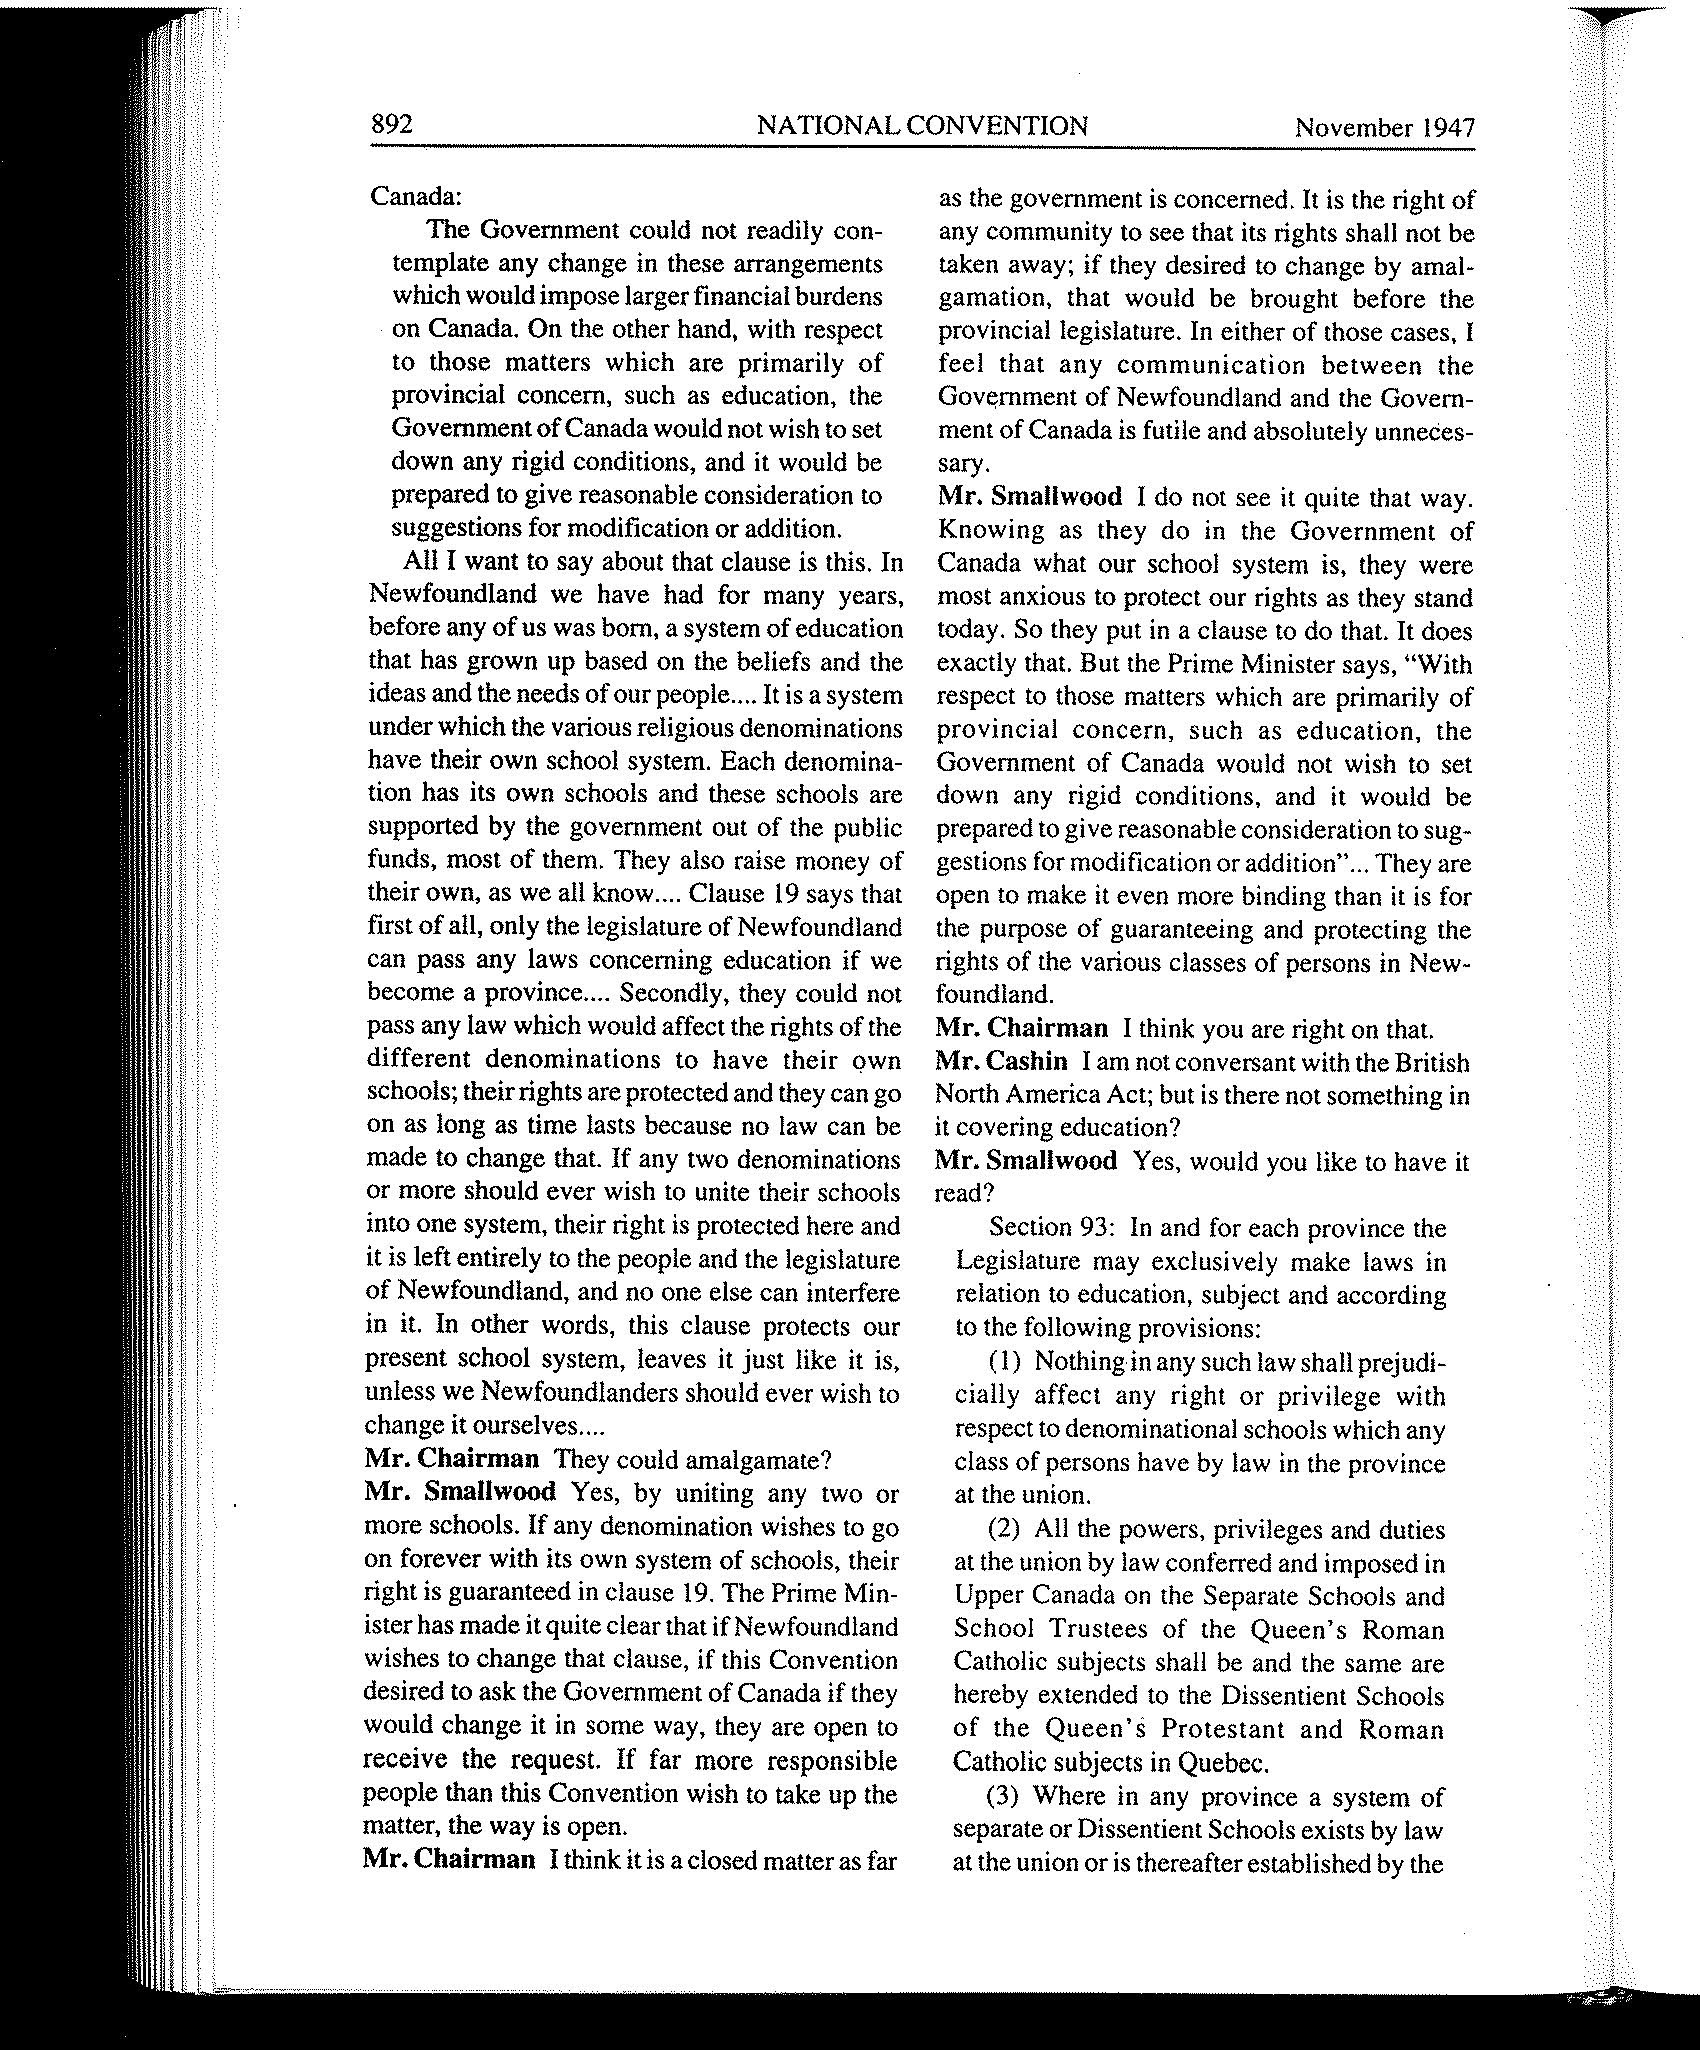 892 NATIONAL CONVENTION November 1947
Canada:
The Government could not readily con-
template any change in these arrangements
which would impose larger financial burdens
on Canada. On the other hand, with respect
to those matters which are primarily of
provincial concern, such as education, the
Government of Canada would not wish to set
down any rigid conditions, and it would be
prepared to give reasonable consideration to
suggestions for modification or addition.
All I want to say about that clause is this. In
Newfoundland we have had for many years,
before any of us was born, a system of education
that has grown up based on the beliefs and the
ideas and the needs of our people.... It is a system
under which the various religious denominations
have their own school system. Each denomina-
tion has its own schools and these schools are
supported by the government out of the public
funds, most of them. They also raise money of
their own, as we all know.... Clause 19 says that
first of all, only the legislature of Newfoundland
can pass any laws concerning education if we
become a province.... Secondly, they could not
pass any law which would affect the rights of the
different denominations to have their own
schools; their rights are protected and they can go
on as long as time lasts because no law can be
made to change that. If any two denominations
or more should ever wish to unite their schools
into one system, their right is protected here and
it is left entirely to the people and the legislature
of Newfoundland, and no one else can interfere
in it. In other words, this clause protects our
present school system, leaves it just like it is,
unless we Newfoundlanders should ever wish to
change it ourselves....
Mr. Chairman They could amalgamate?
Mr. Smallwood Yes, by uniting any two or
more schools. If any denomination wishes to go
on forever with its own system of schools, their
right is guaranteed in clause 19. The Prime Min-
ister has made it quite clear that if Newfoundland
wishes to change that clause, if this Convention
desired to ask the Government of Canada if they
would change it in some way, they are open to
receive the request. If far more responsible
people than this Convention wish to take up the
matter, the way is open.
Mr. Chairman I think it is a closed matter as far
as the government is concerned. It is the right of
any community to see that its rights shall not be
taken away; if they desired to change by amal-
gamation, that would be brought before the
provincial legislature. In either of those cases, I
feel that any communication between the
Government of Newfoundland and the Govern-
ment of Canada is futile and absolutely unneces-
sary.
Mr. Smallwood I do not see it quite that way.
Knowing as they do in the Government of
Canada what our school system is, they were
most anxious to protect our rights as they stand
today. So they put in a clause to do that. It does
exactly that. But the Prime Minister says, "With
respect to those matters which are primarily of
provincial concern, such as education, the
Government of Canada would not wish to set
down any rigid conditions, and it would be
prepared to give reasonable consideration to sug-
gestions for modification or addition"... They are
open to make it even more binding than it is for
the purpose of guaranteeing and protecting the
rights of the various classes of persons in New-
foundland.
Mr. Chairman I think you are right on that.
Mr. Cashin I am not conversant with the British
North America Act; but is there not something in
it covering education?
Mr. Smallwood Yes, would you like to have it
read?
Section 93: In and for each province the
Legislature may exclusively make laws in
relation to education, subject and according
to the following provisions:
(1) Nothing in any such law shall prejudi-
cially affect any right or privilege with
respect to denominational schools which any
class of persons have by law in the province
at the union.
(2) All the powers, privileges and duties
at the union by law conferred and imposed in
Upper Canada on the Separate Schools and
School Trustees of the Queen's Roman
Catholic subjects shall be and the same are
hereby extended to the Dissentient Schools
of the Queen's Protestant and Roman
Catholic subjects in Quebec.
(3) Where in any province a system of
separate or Dissentient Schools exists by law
at the union or is thereafter established by the